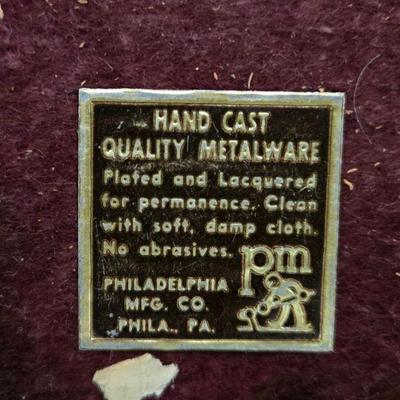 HAND CAST
QUALITY METALWARE
Plated and Lacquered
for permanence. Clean
with soft, damp cloth.
No abrasives.
pm
PHILADELPHIA
MFG. CO.
PHILA., PA.